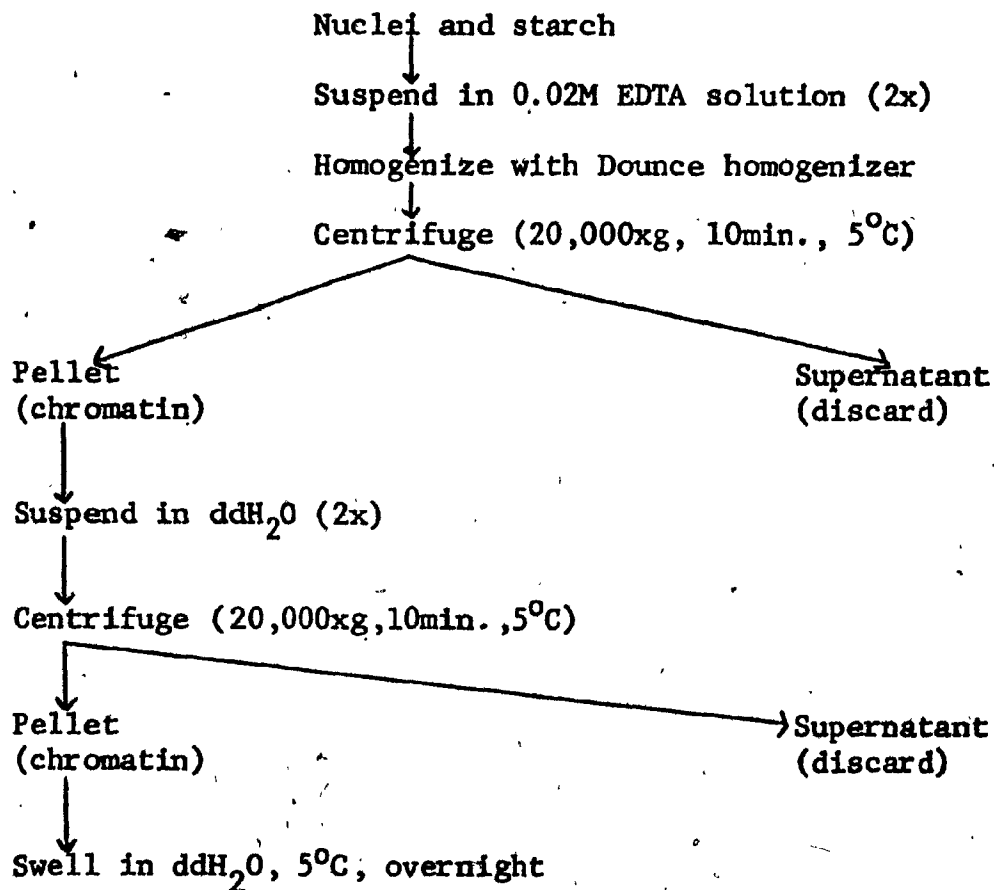 Nuclei and starch
Suspend in 0.02M EDTA solution (2x)
Homogenize with Dounce homogenizer
Centrifuge (20,000xg, 10min., 5°C)
Pellet
(chromatin)
Supernatant
(discard)
Suspend in ddH₂O (2x)
Centrifuge (20,000xg,10min.,5°C)
Pellet
(chromatin)
Supernatant
(discard)
Swell in ddH₂O, 5°C, overnight